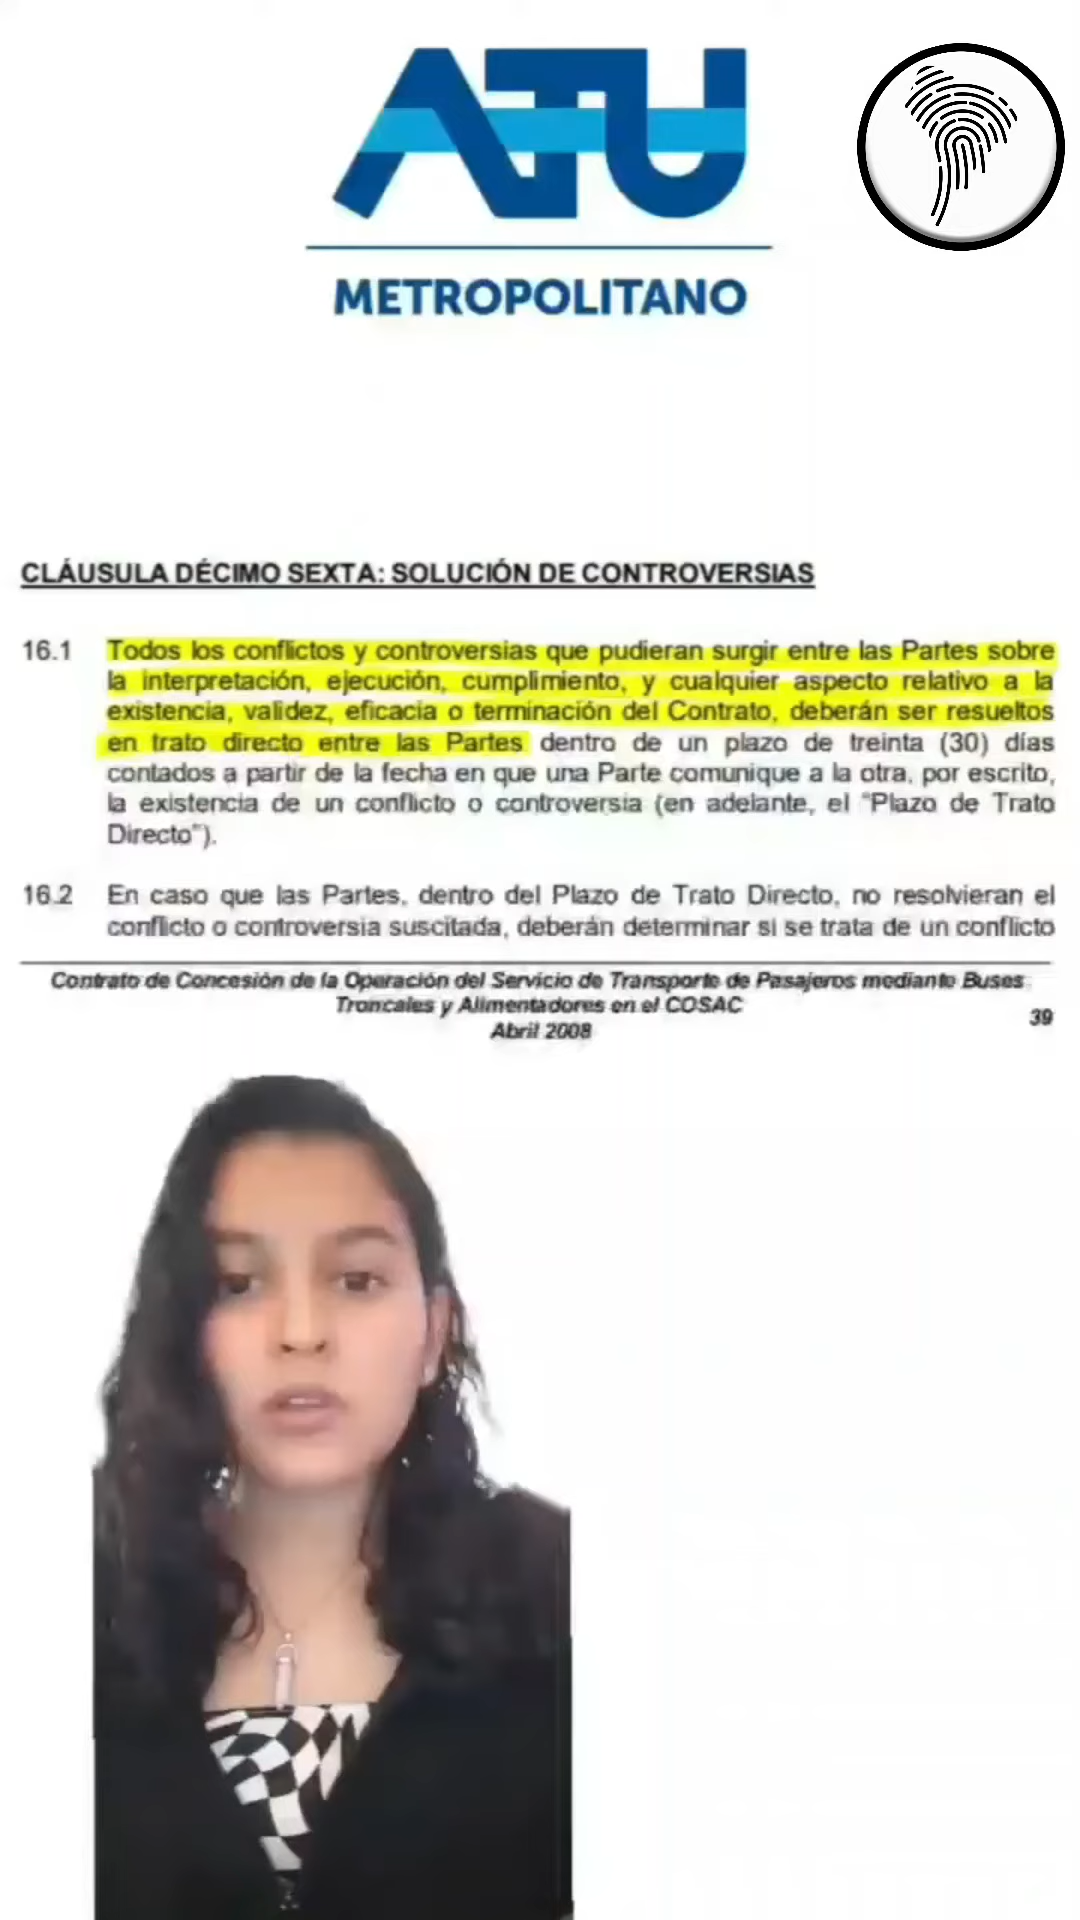 ATU
METROPOLITANO
CLÁUSULA DÉCIMO SEXTA: SOLUCIÓN DE CONTROVERSIAS
16.1 Todos los conflictos y controversias que pudieran surgir entre las Partes sobre
la interpretación, ejecución, cumplimiento, y cualquier aspecto relativo a la
existencia, validez, eficacia o terminación del Contrato, deberán ser resueltos
en trato directo entre las Partes dentro de un plazo de treinta (30) días
contados a partir de la fecha en que una Parte comunique a la otra, por escrito,
la existencia de un conflicto o controversia (en adelante, el "Plazo de Trato
Directo").
16.2 En caso que las Partes, dentro del Plazo de Trato Directo, no resolvieran el
conflicto o controversia suscitada, deberán determinar si se trata de un conflicto
Contrato de Concesión de la Operación del Servicio de Transporte de Pasajeros mediante Buses
Troncales y Alimentadores en el COSAC
Abril 2008
39